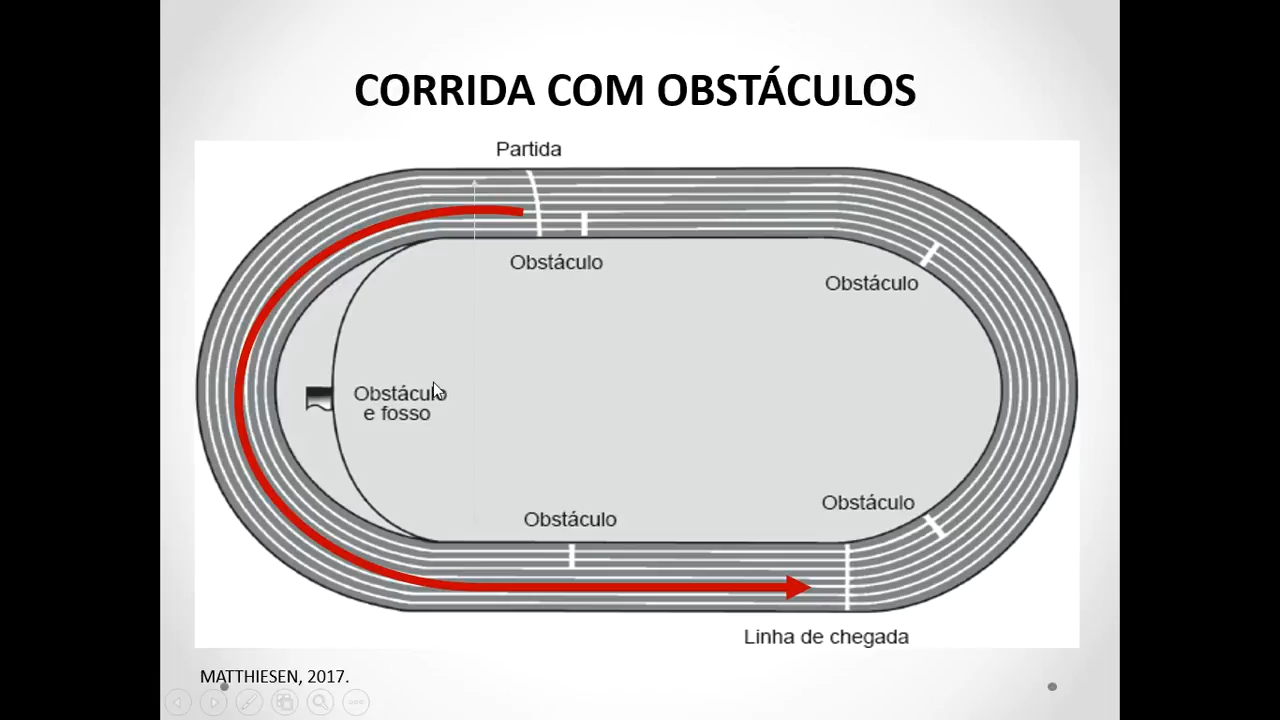 CORRIDA COM OBSTÁCULOS
Partida
Obstáculo
Obstáculo
Obstáculo
e fosso
Obstáculo
Obstáculo
Linha de chegada
MATTHIESEN, 2017.